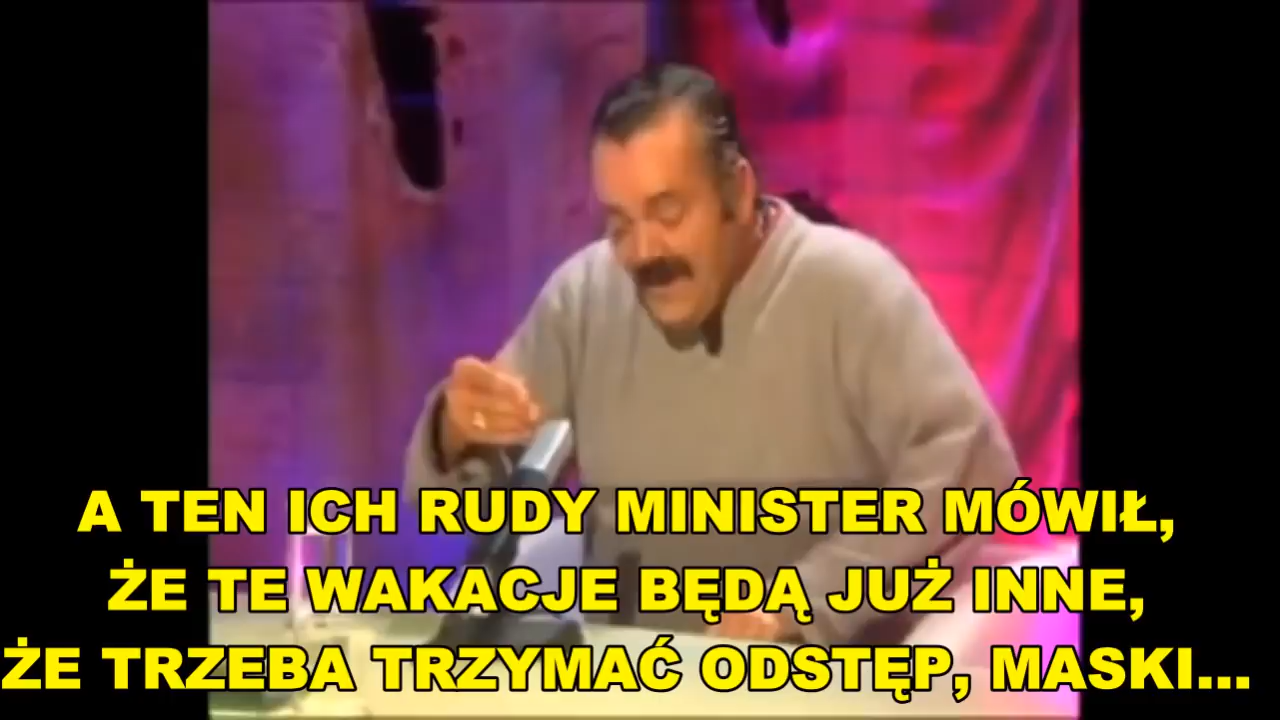 A TEN ICH RUDY MINISTER MÓWIŁ,
ŻE TE WAKACJE BĘDĄ JUŻ INNE,
ŻE TRZEBA TRZYMAĆ ODSTĘP, MASKI...